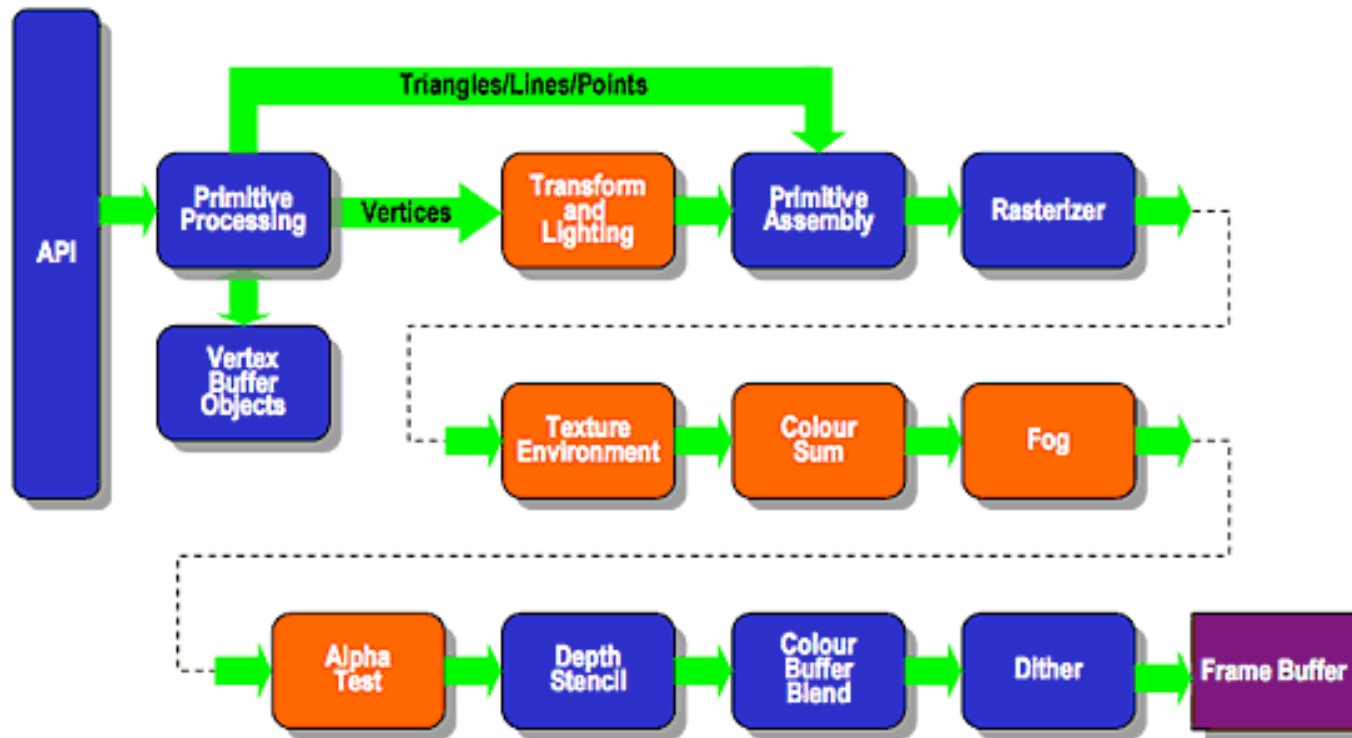 Triangles/Lines/Points
API
Primitive
Processing
Vertices
Transform
and
Lighting
Primitive
Assembly
Rasterizer
Vertex
Buffer
Objects
Texture
Environment
Colour
Sum
Fog
Alpha
Test
Depth
Stencil
Colour
Buffer
Blend
Dither
Frame Buffer